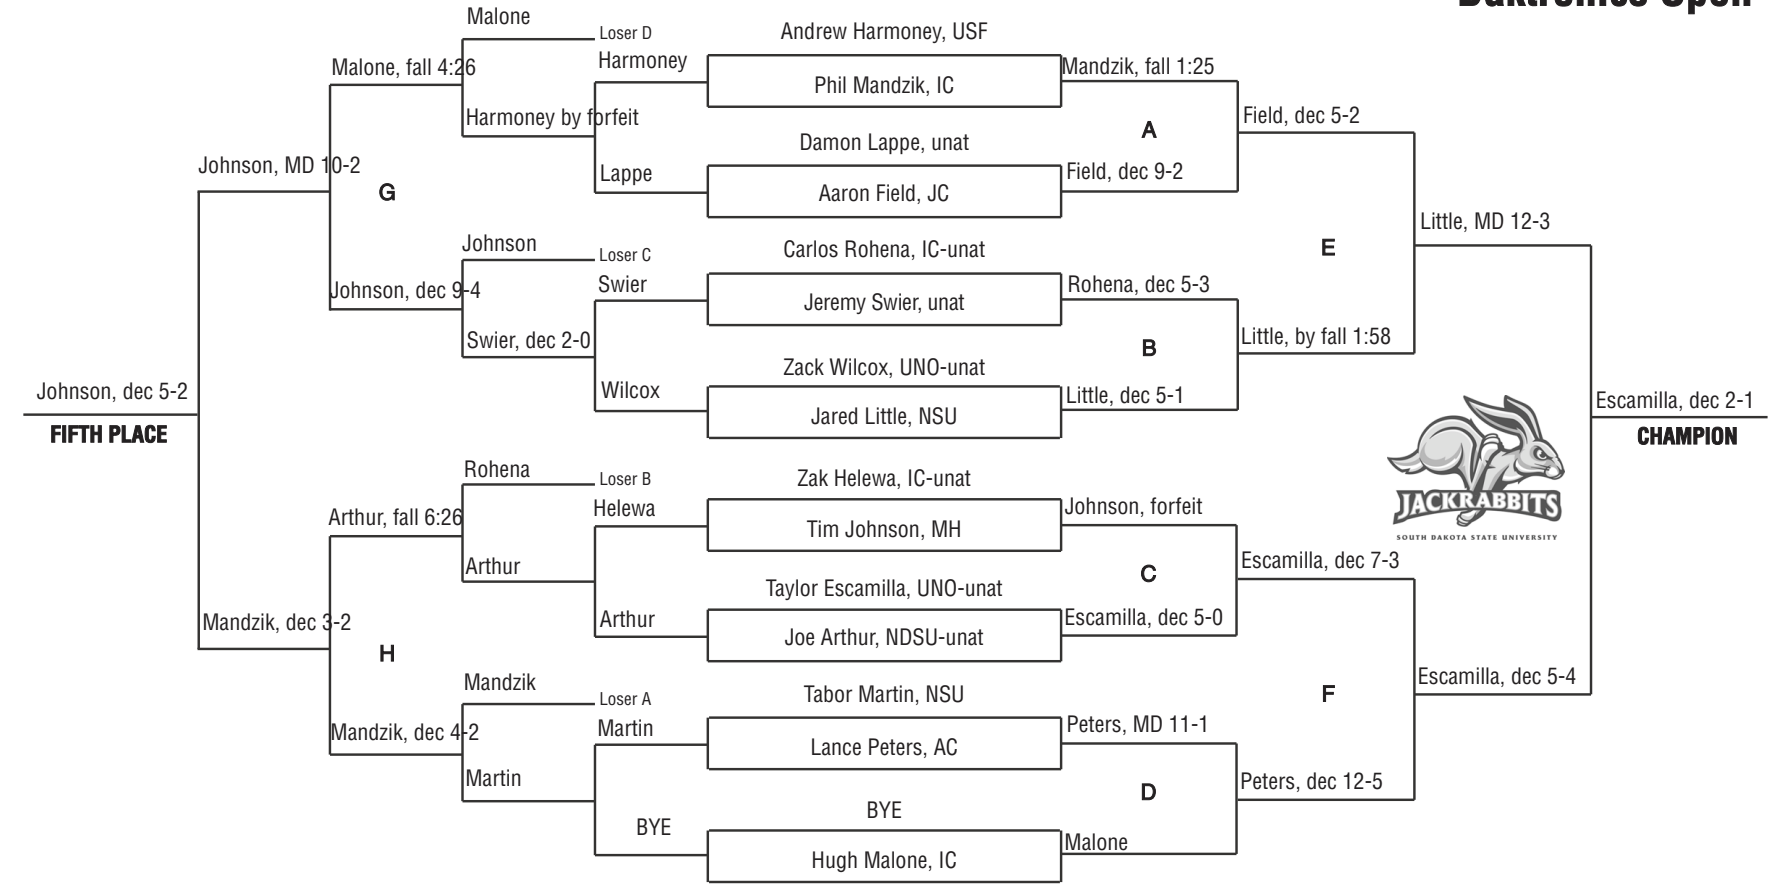 Daktronics Open
Malone
Loser D
Andrew Harmoney, USF
Harmoney
Malone, fall 4:26
Mandzik, fall 1:25
Phil Mandzik, IC
Harmoney by forfeit
Field, dec 5-2
A
Damon Lappe, unat
Johnson, MD 10-2
Lappe
Field, dec 9-2
G
Aaron Field, JC
Little, MD 12-3
Johnson
Loser C
Carlos Rohena, IC-unat
E
Swier
Rohena, dec 5-3
Johnson, dec 9-4
Jeremy Swier, unat
Swier, dec 2-0
B
Little, by fall 1:58
Zack Wilcox, UNO-unat
Johnson, dec 5-2
Wilcox
Little, dec 5-1
Escamilla, dec 2-1
Jared Little, NSU
FIFTH PLACE
CHAMPION
Rohena
Loser B
Zak Helewa, IC-unat
Helewa
Johnson, forfeit
JACKRABBITS
Arthur, fall 6:26
Tim Johnson, MH
SOUTH DAKOTA STATE UNIVERSITY
Arthur
C
Escamilla, dec 7-3
Taylor Escamilla, UNO-unat
Mandzik, dec 3-2
Arthur
Escamilla, dec 5-0
Joe Arthur, NDSU-unat
H
Mandzik
Loser A
Tabor Martin, NSU
F
Escamilla, dec 5-4
Mandzik, dec 4-2
Martin
Peters, MD 11-1
Lance Peters, AC
Martin
D
Peters, dec 12-5
BYE
BYE
Malone
Hugh Malone, IC